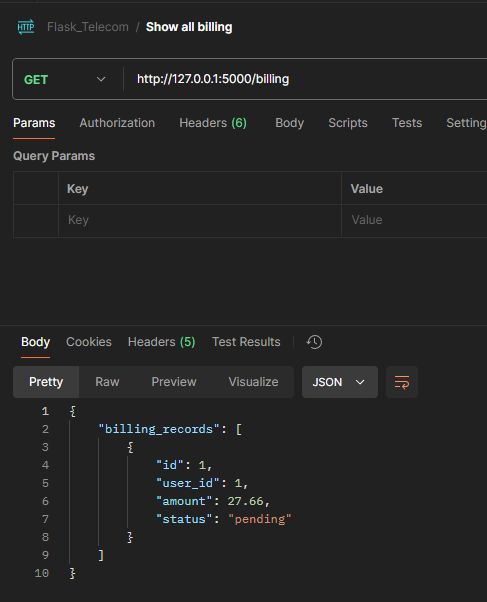 HTTP Flask_Telecom / Show all billing
GET http://127.0.0.1:5000/billing
Params Authorization Headers (6) Body Scripts Tests Setting
Query Params
Key Value
Key Value
Body Cookies Headers (5) Test Results
Pretty Raw Preview Visualize JSON
1 {
2 "billing_records": [
3 {
4 "id": 1,
5 "user_id": 1,
6 "amount": 27.66,
7 "status": "pending"
8 }
9 ]
10 }